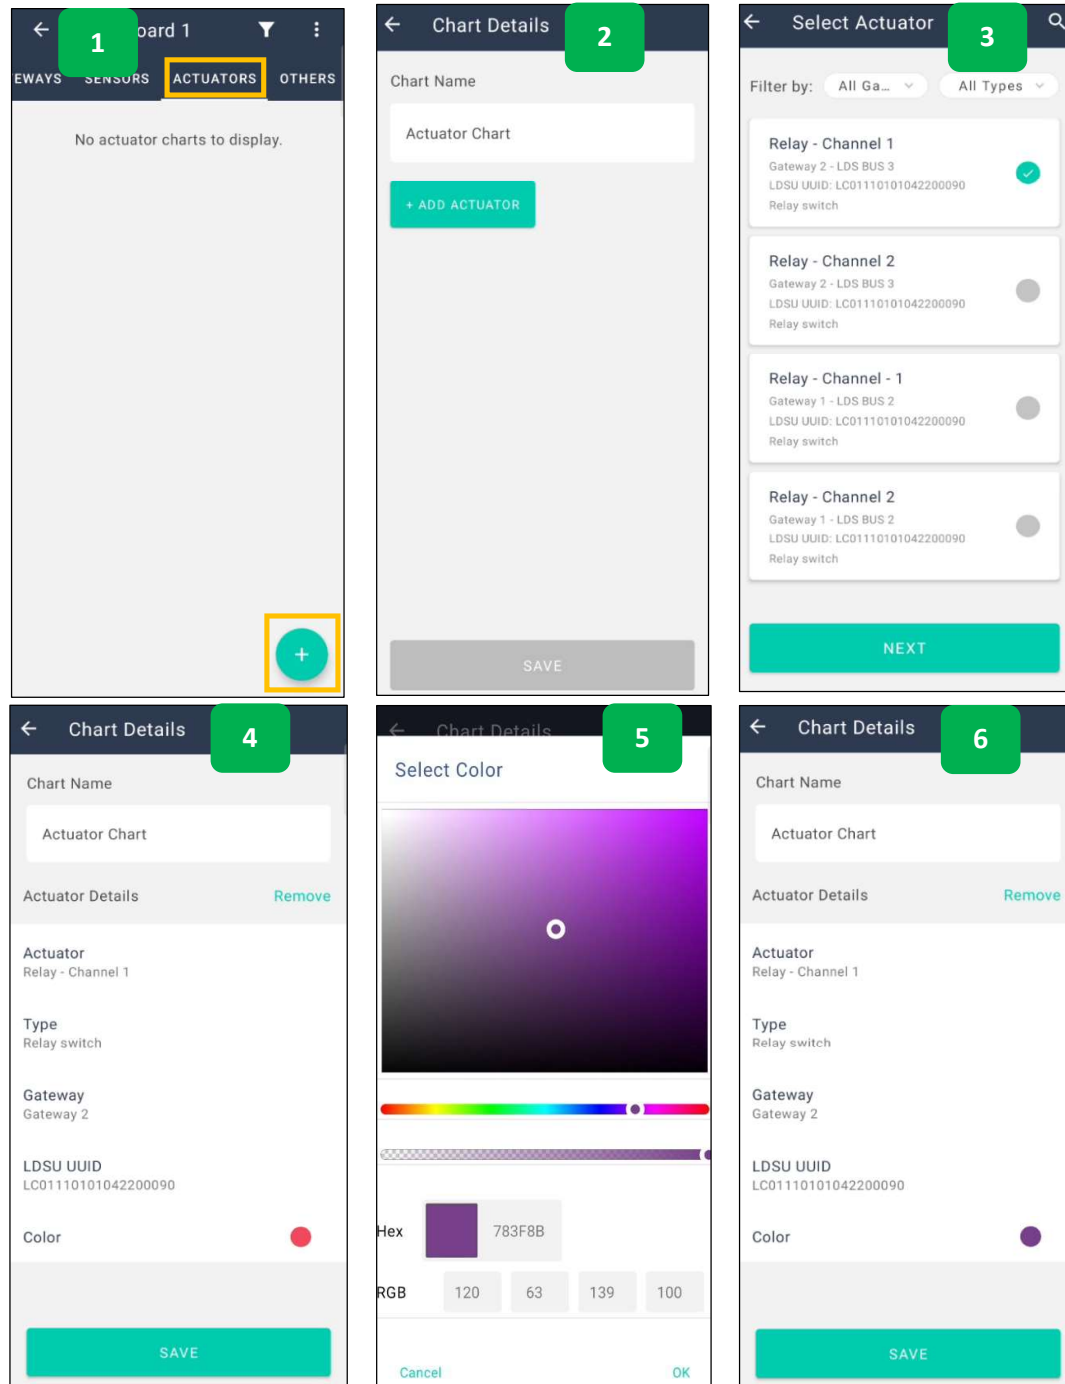 1
oard 1
EWAYS SENSORS ACTUATORS OTHERS
No actuator charts to display.
+
2
Chart Details
Chart Name
Actuator Chart
+ ADD ACTUATOR
SAVE
3
Select Actuator
Filter by: All Ga... All Types
Relay - Channel 1
Gateway 2 - LDS BUS 3
LDSU UUID: LC01110101042200090
Relay switch
Relay - Channel 2
Gateway 2 - LDS BUS 3
LDSU UUID: LC01110101042200090
Relay switch
Relay - Channel - 1
Gateway 1 - LDS BUS 2
LDSU UUID: LC01110101042200090
Relay switch
Relay - Channel 2
Gateway 1 - LDS BUS 2
LDSU UUID: LC01110101042200090
Relay switch
NEXT
4
Chart Details
Chart Name
Actuator Chart
Actuator Details Remove
Actuator
Relay - Channel 1
Type
Relay switch
Gateway
Gateway 2
LDSU UUID
LC01110101042200090
Color
SAVE
5
Chart Details
Select Color
Hex 783F8B
RGB 120 63 139 100
Cancel OK
6
Chart Details
Chart Name
Actuator Chart
Actuator Details Remove
Actuator
Relay - Channel 1
Type
Relay switch
Gateway
Gateway 2
LDSU UUID
LC01110101042200090
Color
SAVE